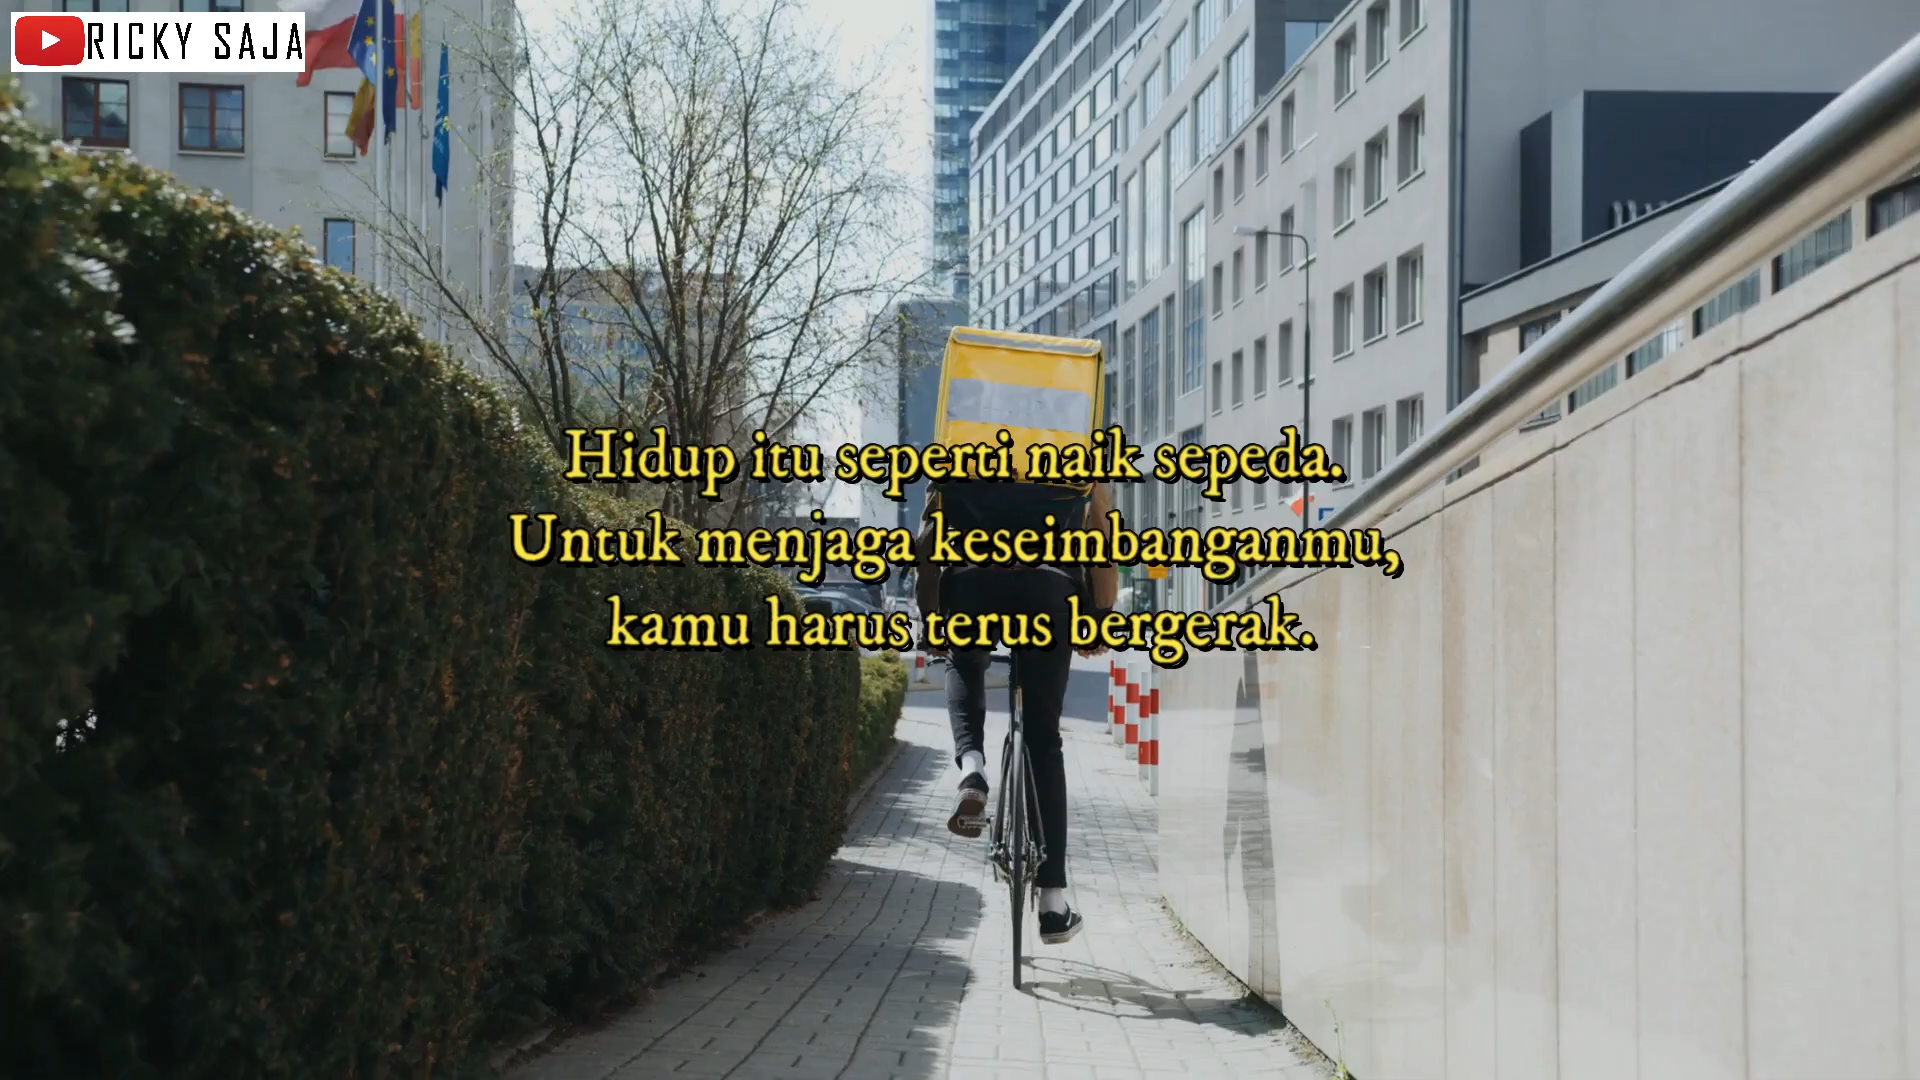 RICKY SAJA
Hidup itu seperti naik sepeda.
Untuk menjaga keseimbanganmu,
kamu harus terus bergerak.